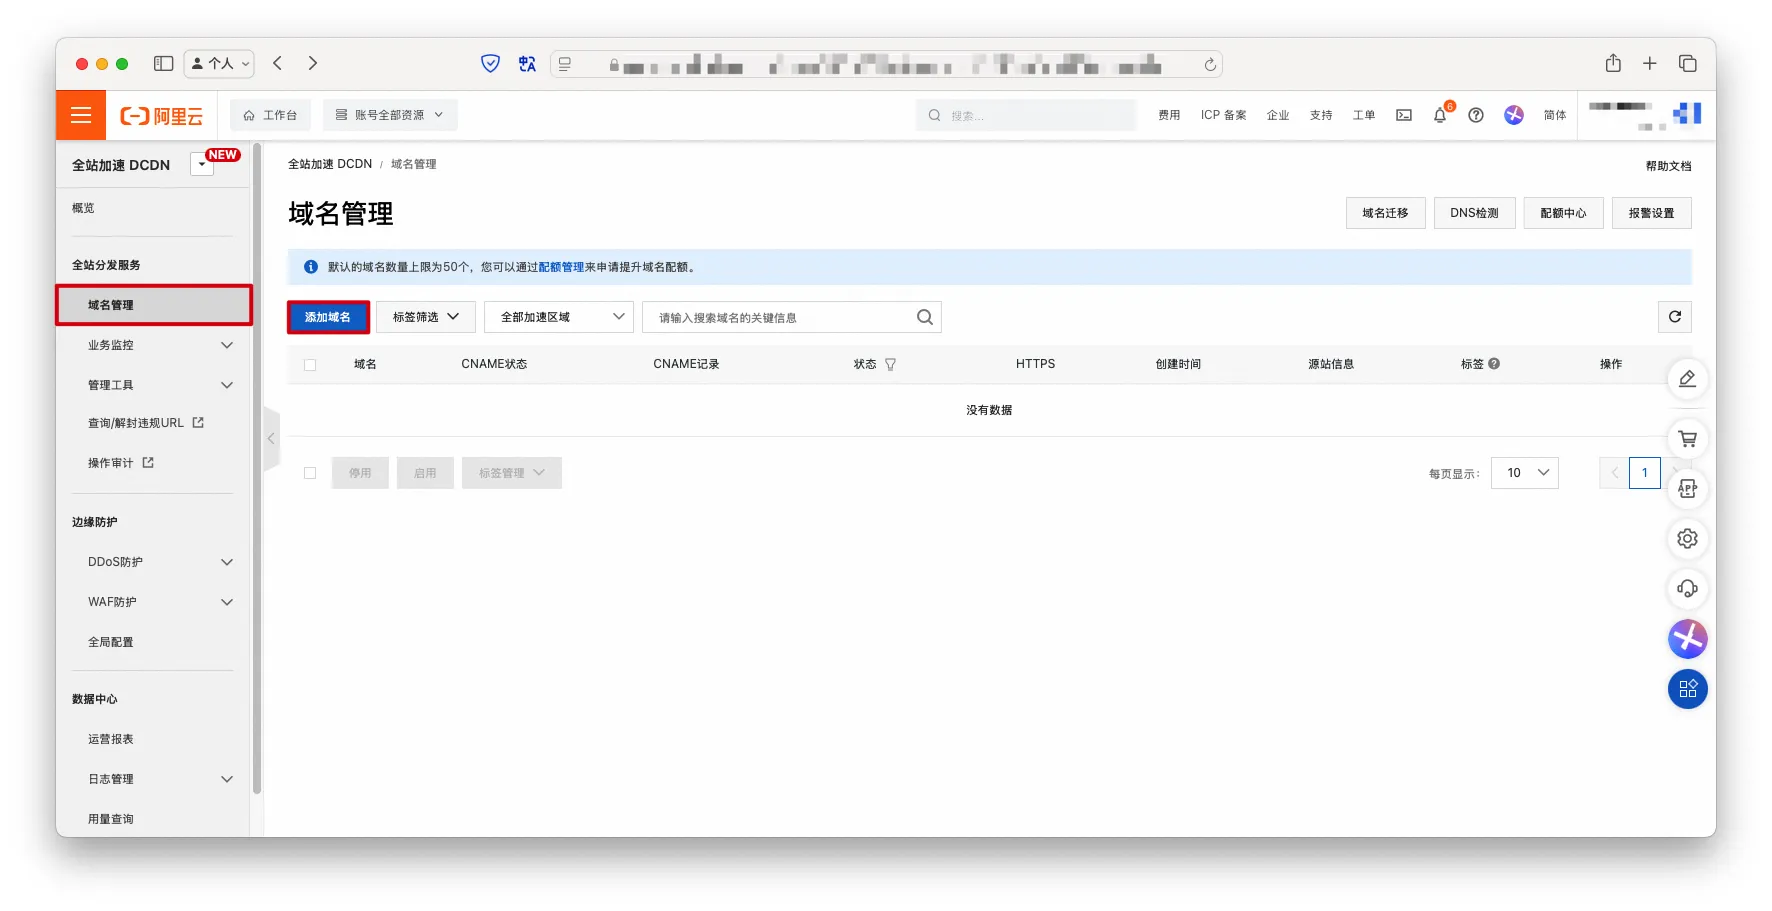 个人
阿里云
工作台
账号全部资源
搜索...
费用
ICP 备案
企业
支持
工单
6
简体
全站加速 DCDN
NEW
概览
全站分发服务
域名管理
业务监控
管理工具
查询/解封违规URL
操作审计
边缘防护
DDoS防护
WAF防护
全局配置
数据中心
运营报表
日志管理
用量查询
全站加速 DCDN / 域名管理
帮助文档
域名管理
域名迁移
DNS检测
配额中心
报警设置
默认的域名数量上限为50个，您可以通过配额管理来申请提升域名配额。
添加域名
标签筛选
全部加速区域
请输入搜索域名的关键信息
域名
CNAME状态
CNAME记录
状态
HTTPS
创建时间
源站信息
标签
操作
没有数据
停用
启用
标签管理
每页显示：
10
1
APP